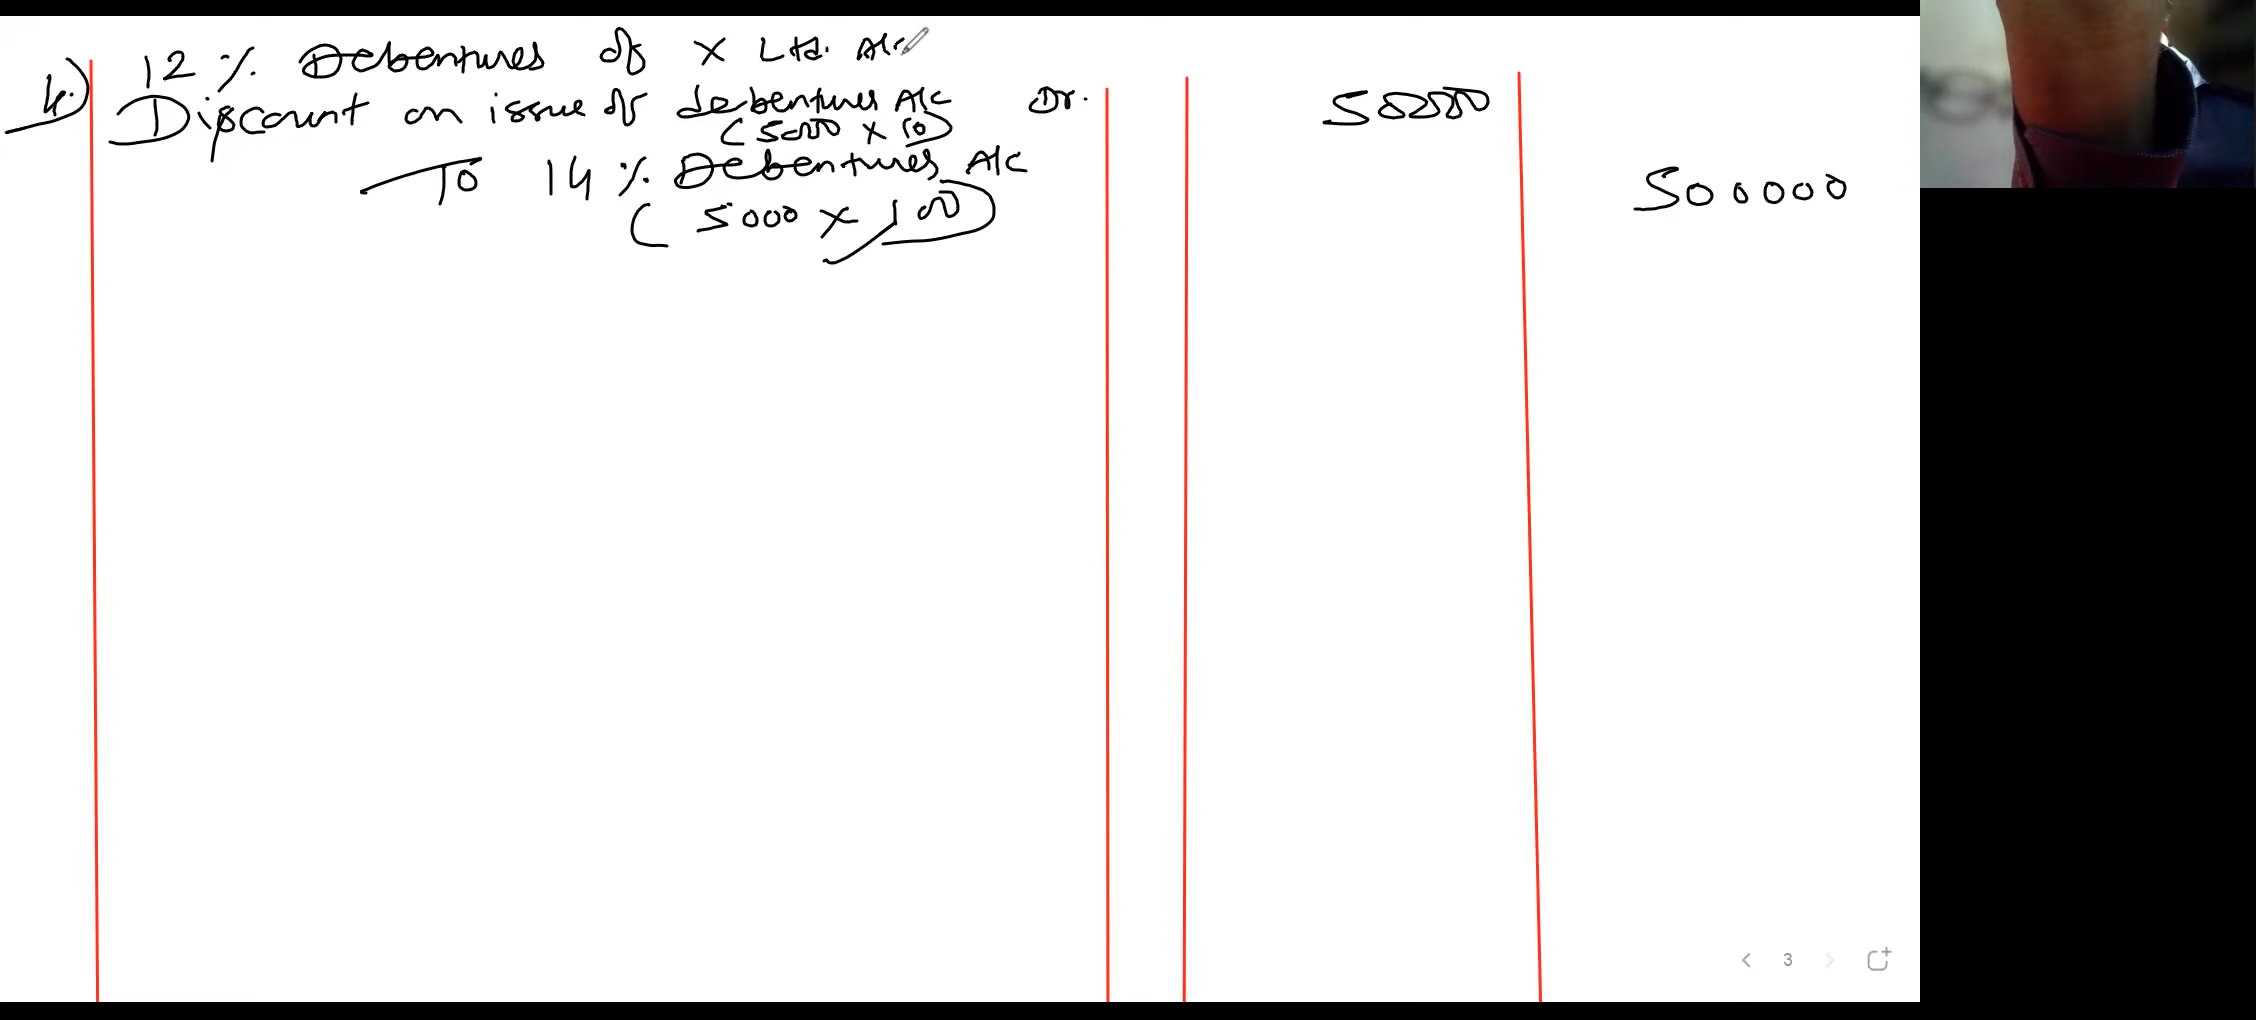 4.) 12 % Debentures of X Ltd. A/c
Discount on issue of debentures A/c Dr. 50000
(5000 x 10)
To 14 % Debentures A/c 500000
(5000 x 100)
3